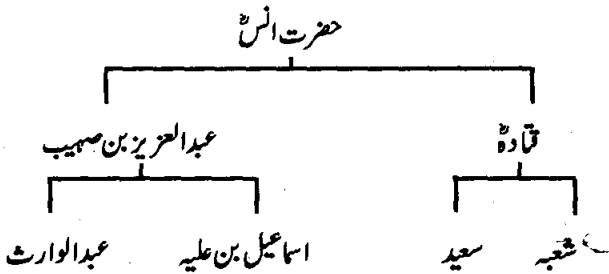 حضرت انسؓ
قتادہؓ عبدالعزیز بن صہیب
شعبہ سعید اسماعیل بن علیہ عبدالوارث